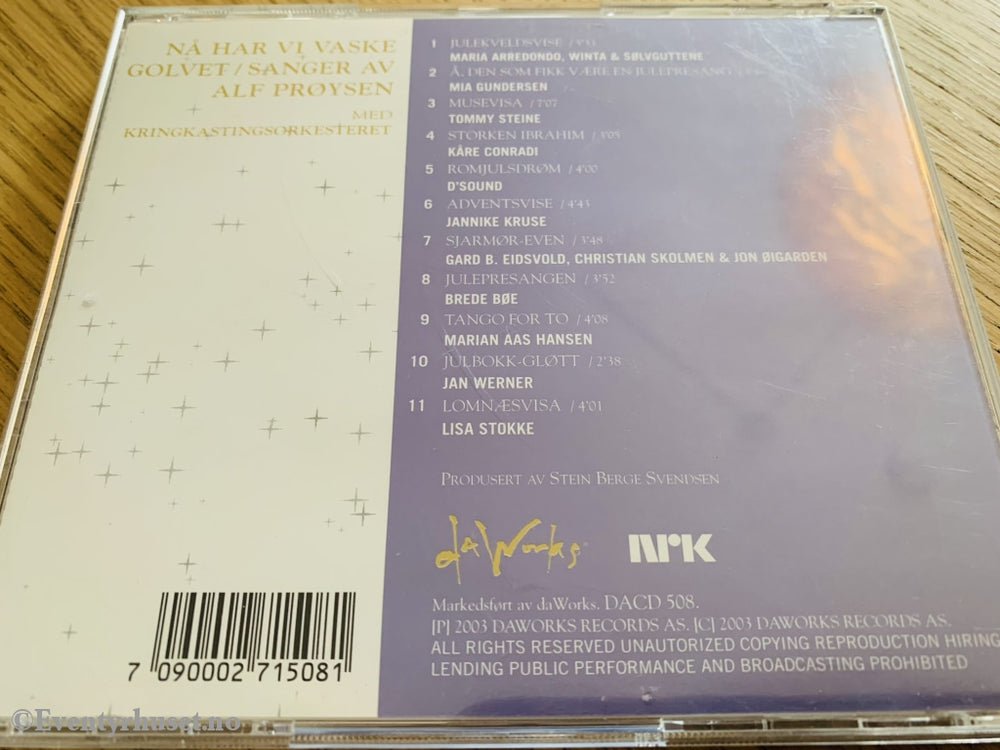 NÅ HAR VI VASKE
GOLVET / SANGER AV
ALF PRØYSEN
MED
KRINGKASTINGSORKESTERET
1 JULEKVELDSVISE
MARIA ARREDONDO, WINTA & SØLVGUTTENE
2 Å, DEN SOM FIKK VÆRE EN JULEPRESANG
MIA GUNDERSEN
3 MUSEVISA / 7'07
TOMMY STEINE
4 STORKEN IBRAHIM / 3'05
KÅRE CONRADI
5 ROMJULSDRØM / 4'00
D'SOUND
6 ADVENTSVISE / 4'43
JANNIKE KRUSE
7 SJARMØR-EVEN / 3'48
GARD B. EIDSVOLD, CHRISTIAN SKOLMEN & JON ØIGARDEN
8 JULEPRESANGEN / 3'52
BREDE BØE
9 TANGO FOR TO / 4'08
MARIAN AAS HANSEN
10 JULBOKK-GLØTT / 2'38
JAN WERNER
11 LOMNÆSVISA / 4'01
LISA STOKKE
PRODUSERT AV STEIN BERGE SVENDSEN
daWorks
NRK
Markedsført av daWorks. DACD 508.
[P] 2003 DAWORKS RECORDS AS. [C] 2003 DAWORKS RECORDS AS.
ALL RIGHTS RESERVED UNAUTORIZED COPYING REPRODUCTION HIRING
LENDING PUBLIC PERFORMANCE AND BROADCASTING PROHIBITED
7 090002 715081
©Eventyrhuset.no